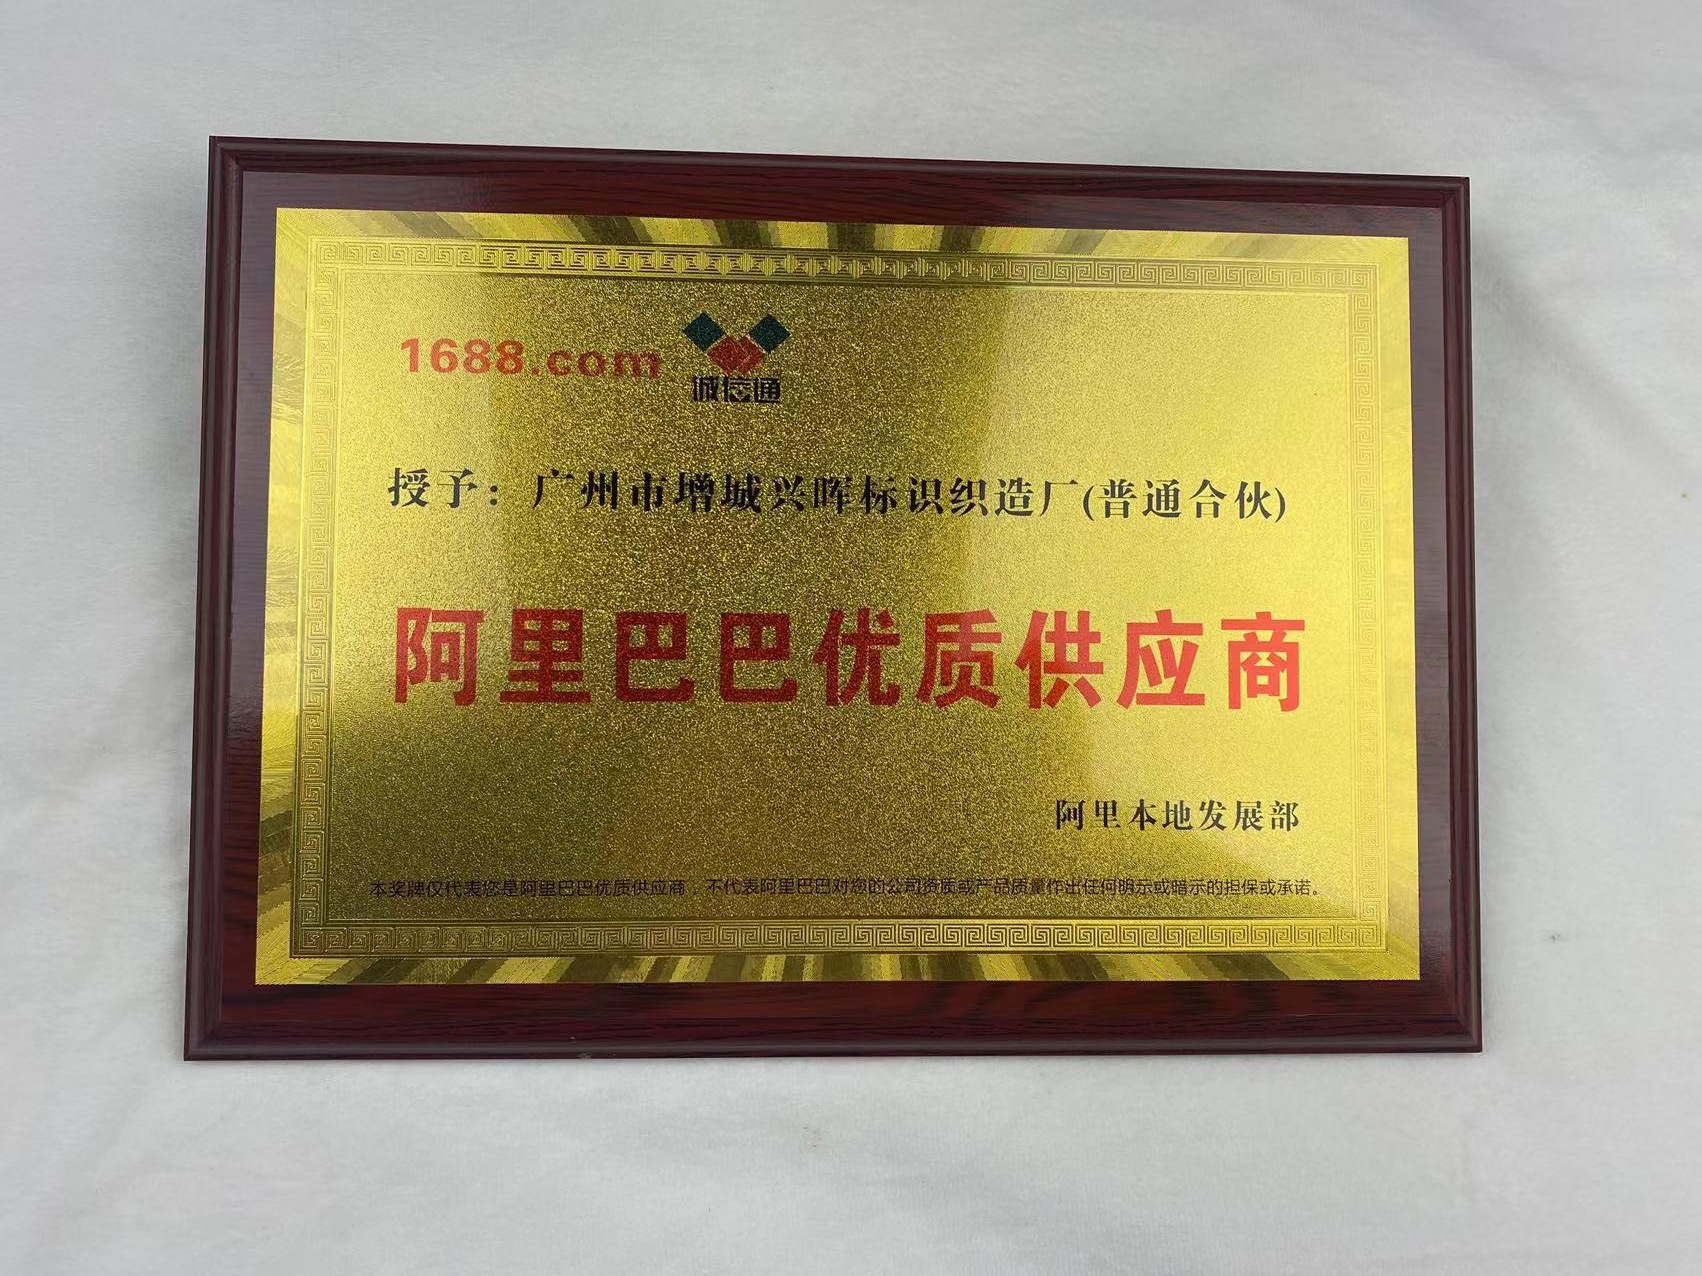 1688.com 诚信通
授予：广州市增城兴晖标识织造厂(普通合伙)
阿里巴巴优质供应商
阿里本地发展部
本奖牌仅代表您是阿里巴巴优质供应商，不代表阿里巴巴对您的公司资质或产品质量作出任何明示或暗示的担保或承诺。